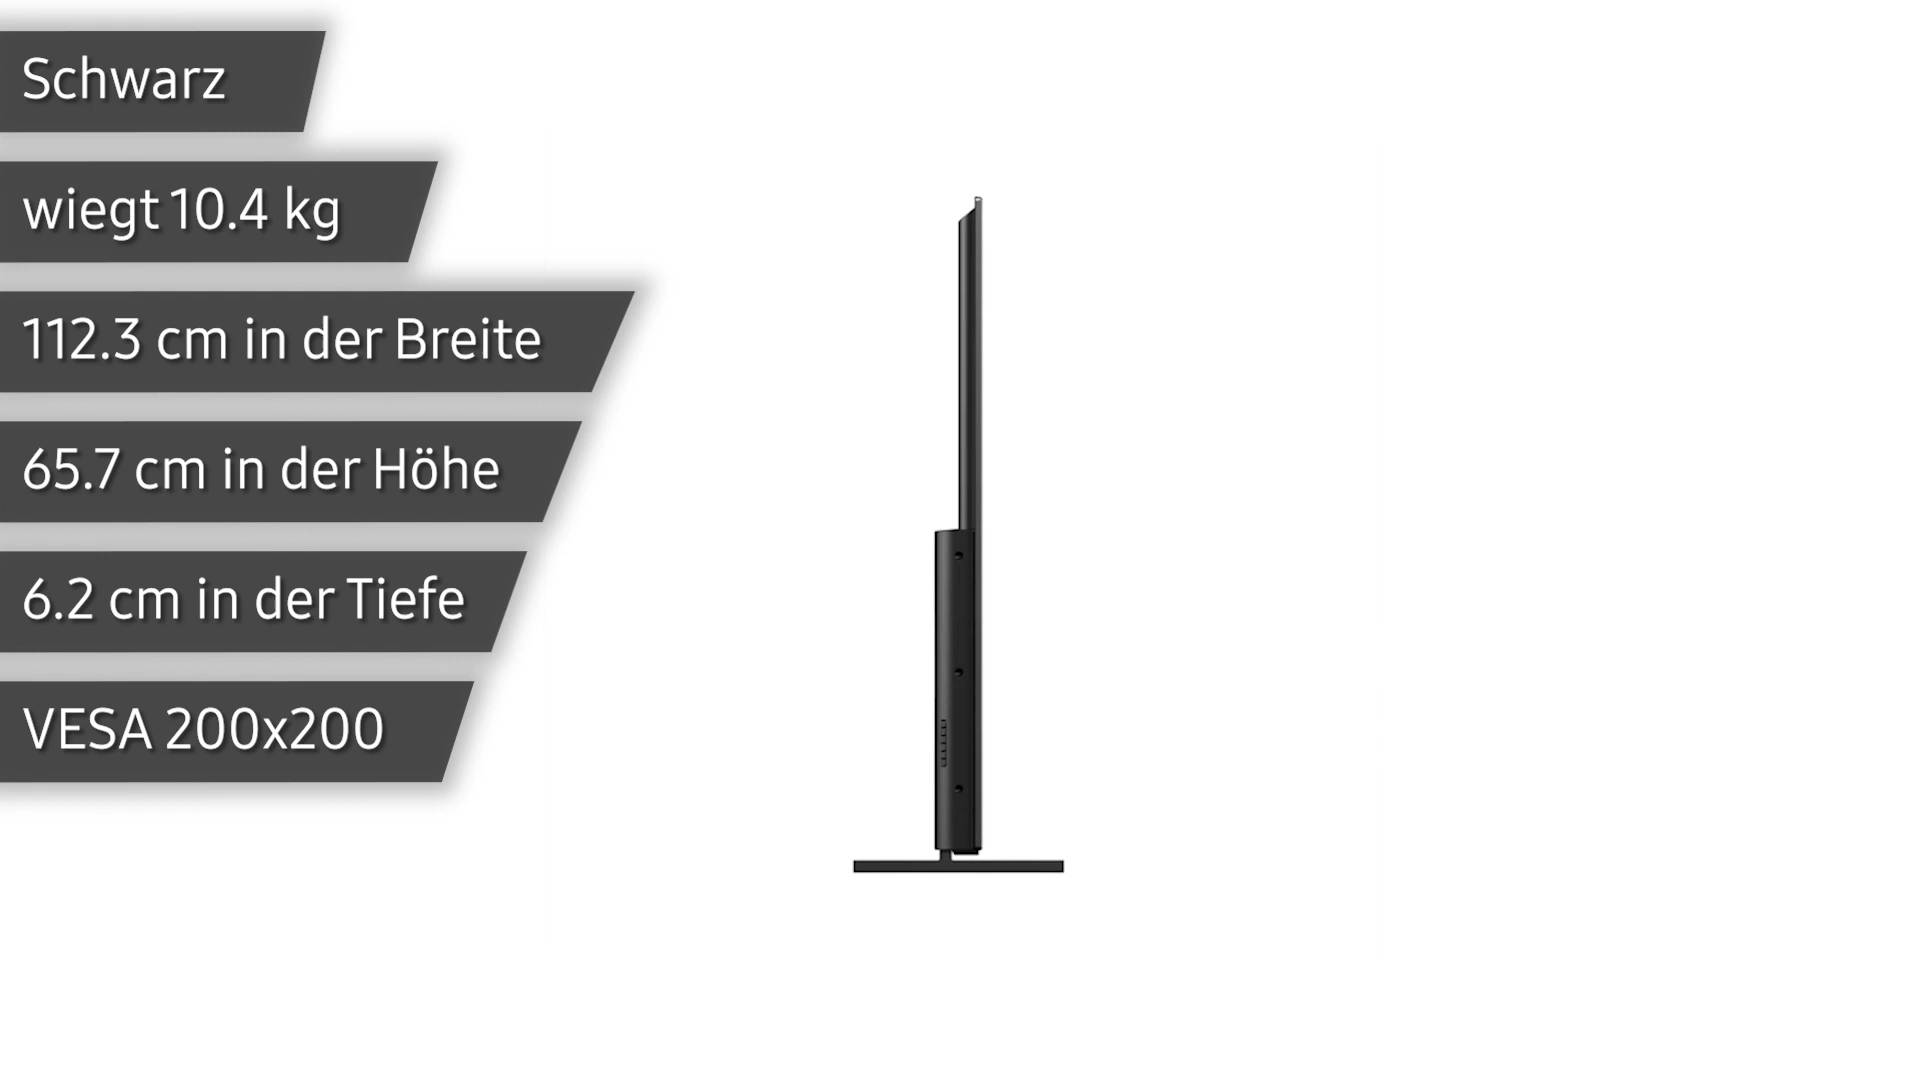 Schwarz
wiegt 10.4 kg
112.3 cm in der Breite
65.7 cm in der Höhe
6.2 cm in der Tiefe
VESA 200x200